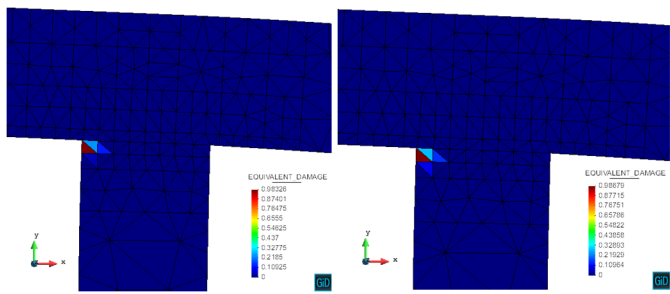 EQUIVALENT_DAMAGE
0.98326
0.87401
0.76475
0.6555
0.54625
0.437
0.32775
0.2185
0.10925
0
y
x
GiD
EQUIVALENT_DAMAGE
0.98679
0.87715
0.76751
0.65786
0.54822
0.43858
0.32893
0.21929
0.10964
0
y
x
GiD